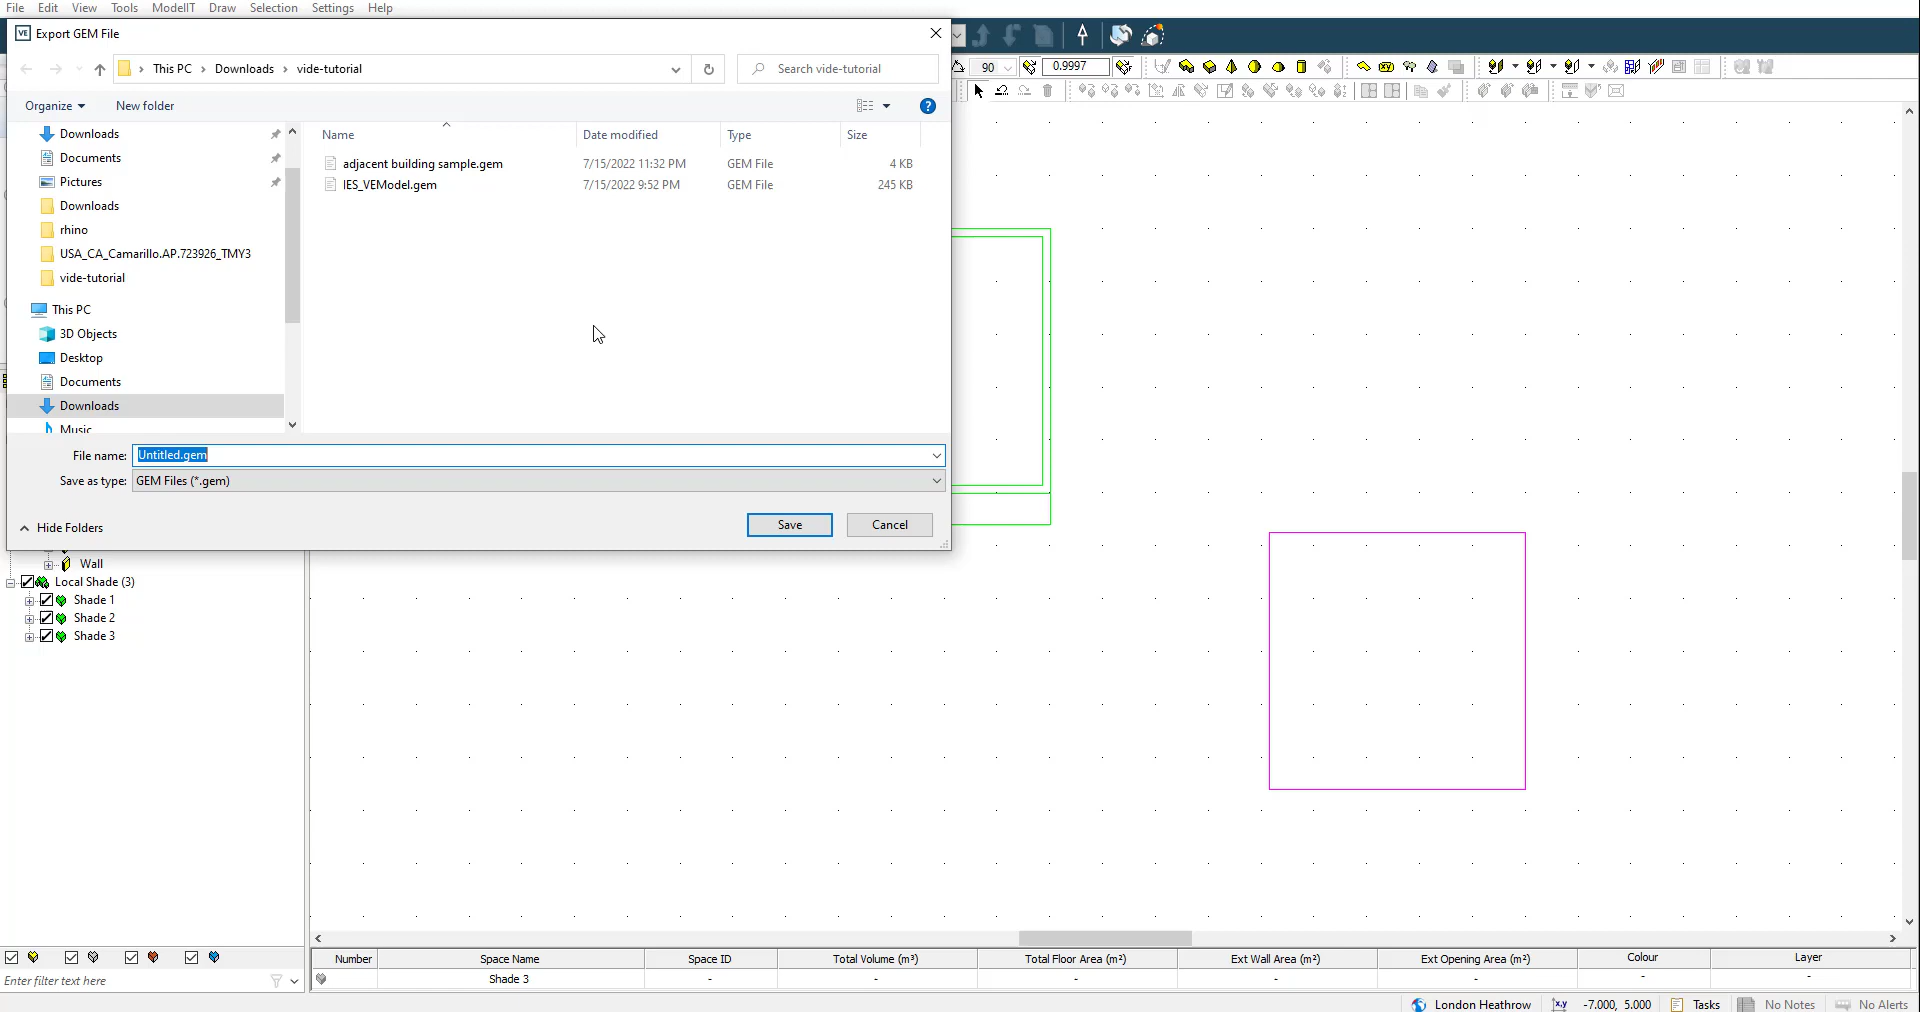 File Edit View Tools ModelIT Draw Selection Settings Help
VE Export GEM File
This PC > Downloads > vide-tutorial
Search vide-tutorial
90 0.9997
Organize New folder
Name Date modified Type Size
adjacent building sample.gem 7/15/2022 11:32 PM GEM File 4 KB
IES_VEModel.gem 7/15/2022 9:52 PM GEM File 245 KB
Downloads
Documents
Pictures
Downloads
rhino
USA_CA_Camarillo.AP.723926_TMY3
vide-tutorial
This PC
3D Objects
Desktop
Documents
Downloads
Music
File name: Untitled.gem
Save as type: GEM Files (*.gem)
Hide Folders Save Cancel
Wall
Local Shade (3)
Shade 1
Shade 2
Shade 3
Number Space Name Space ID Total Volume (m³) Total Floor Area (m²) Ext Wall Area (m²) Ext Opening Area (m²) Colour Layer
Shade 3 - - - - - - -
Enter filter text here
London Heathrow x,y -7.000, 5.000 Tasks No Notes No Alerts